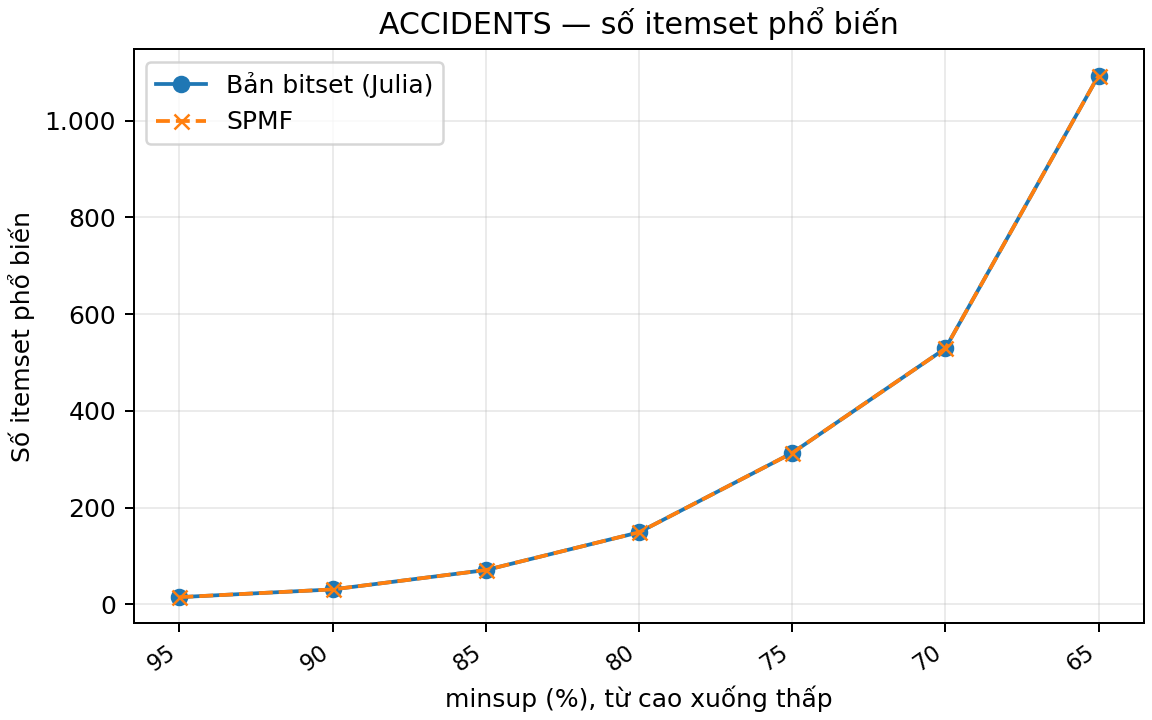 ACCIDENTS — số itemset phổ biến
Bản bitset (Julia)
SPMF
1.000
800
600
400
200
0
Số itemset phổ biến
95
90
85
80
75
70
65
minsup (%), từ cao xuống thấp